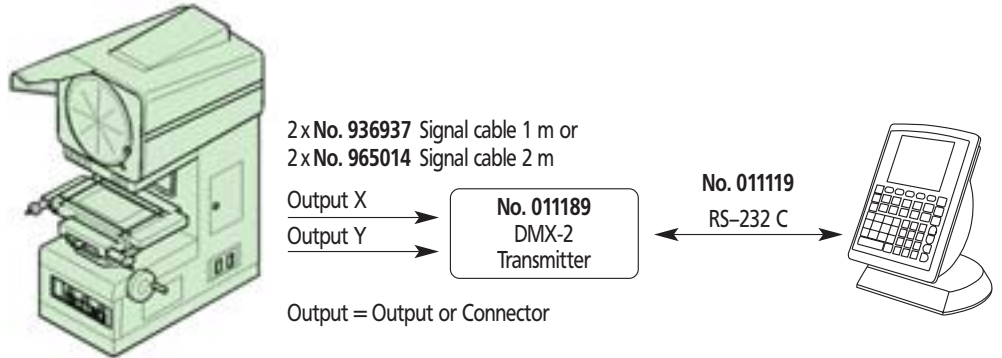 2 x No. 936937 Signal cable 1 m or
2 x No. 965014 Signal cable 2 m
Output X
Output Y
No. 011189
DMX-2
Transmitter
No. 011119
RS–232 C
Output = Output or Connector